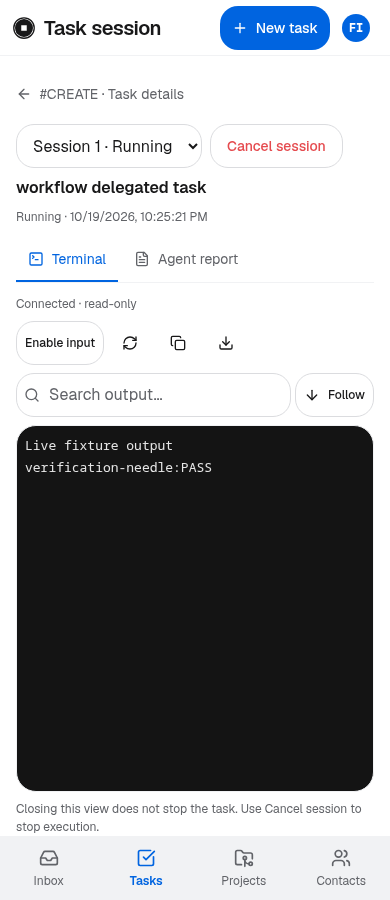 Task session
New task
FI
#CREATE · Task details
Session 1 · Running
Cancel session
workflow delegated task
Running · 10/19/2026, 10:25:21 PM
Terminal
Agent report
Connected · read-only
Enable input
Search output...
Follow
Live fixture output
verification-needle:PASS
Closing this view does not stop the task. Use Cancel session to
stop execution.
Inbox
Tasks
Projects
Contacts